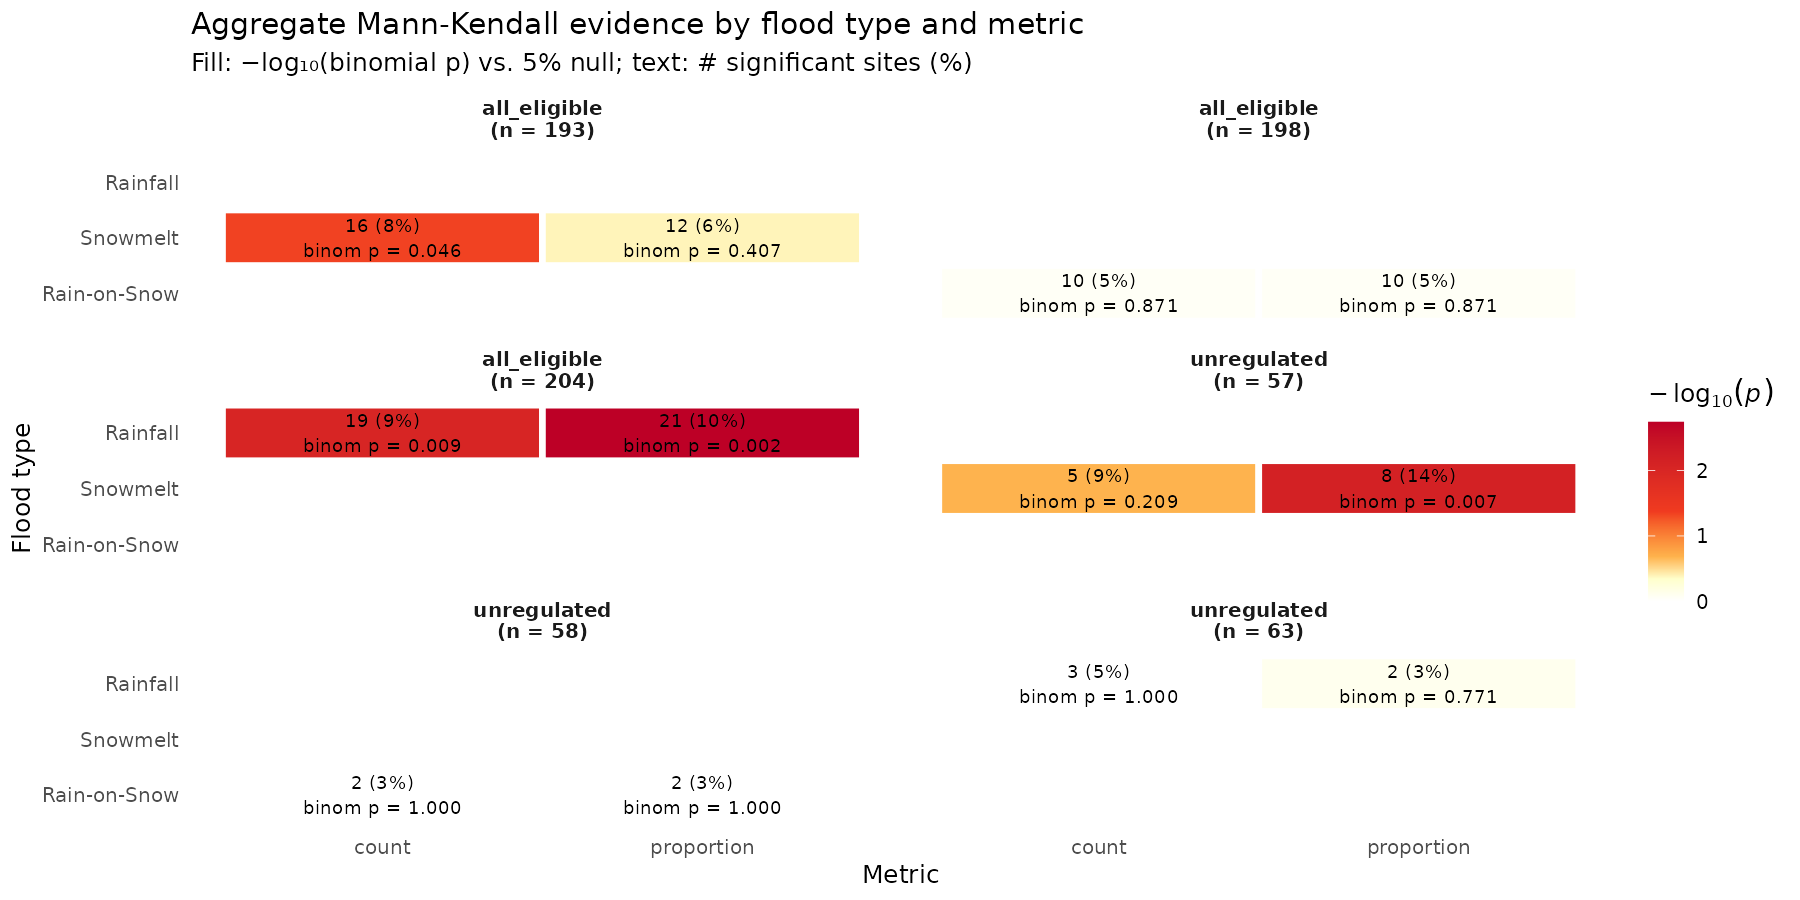 Aggregate Mann-Kendall evidence by flood type and metric
Fill: −log₁₀(binomial p) vs. 5% null; text: # significant sites (%)
all_eligible
(n = 193)
all_eligible
(n = 198)
Rainfall
Snowmelt
16 (8%)
binom p = 0.046
12 (6%)
binom p = 0.407
Rain-on-Snow
10 (5%)
binom p = 0.871
10 (5%)
binom p = 0.871
all_eligible
(n = 204)
unregulated
(n = 57)
Rainfall
19 (9%)
binom p = 0.009
21 (10%)
binom p = 0.002
Snowmelt
5 (9%)
binom p = 0.209
8 (14%)
binom p = 0.007
Rain-on-Snow
unregulated
(n = 58)
unregulated
(n = 63)
Rainfall
3 (5%)
binom p = 1.000
2 (3%)
binom p = 0.771
Snowmelt
Rain-on-Snow
2 (3%)
binom p = 1.000
2 (3%)
binom p = 1.000
count
proportion
count
proportion
Metric
Flood type
− log₁₀(p)
2
1
0